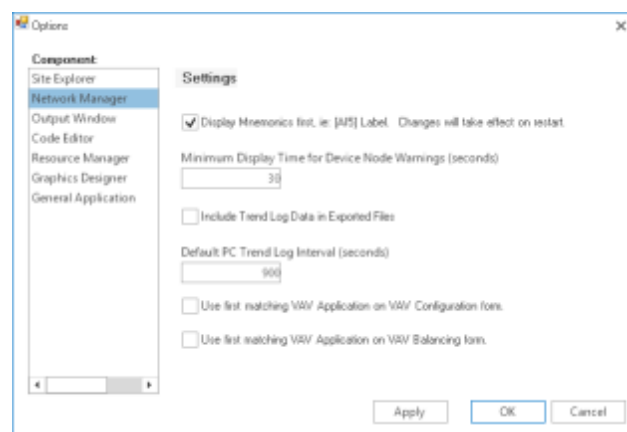 Options
Component:
Site Explorer
Network Manager
Output Window
Code Editor
Resource Manager
Graphics Designer
General Application
Settings
Display Mnemonics first, ie: [AI5] Label. Changes will take effect on restart.
Minimum Display Time for Device Node Warnings (seconds)
30
Include Trend Log Data in Exported Files
Default PC Trend Log Interval (seconds)
900
Use first matching VAV Application on VAV Configuration form.
Use first matching VAV Application on VAV Balancing form.
Apply
OK
Cancel